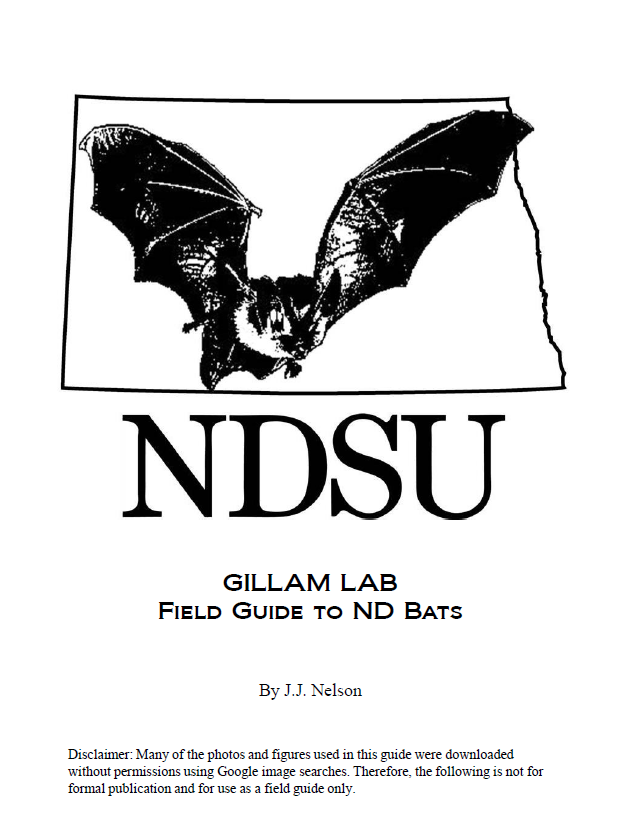 NDSU
GILLAM LAB
FIELD GUIDE TO ND BATS
By J.J. Nelson
Disclaimer: Many of the photos and figures used in this guide were downloaded
without permissions using Google image searches. Therefore, the following is not for
formal publication and for use as a field guide only.